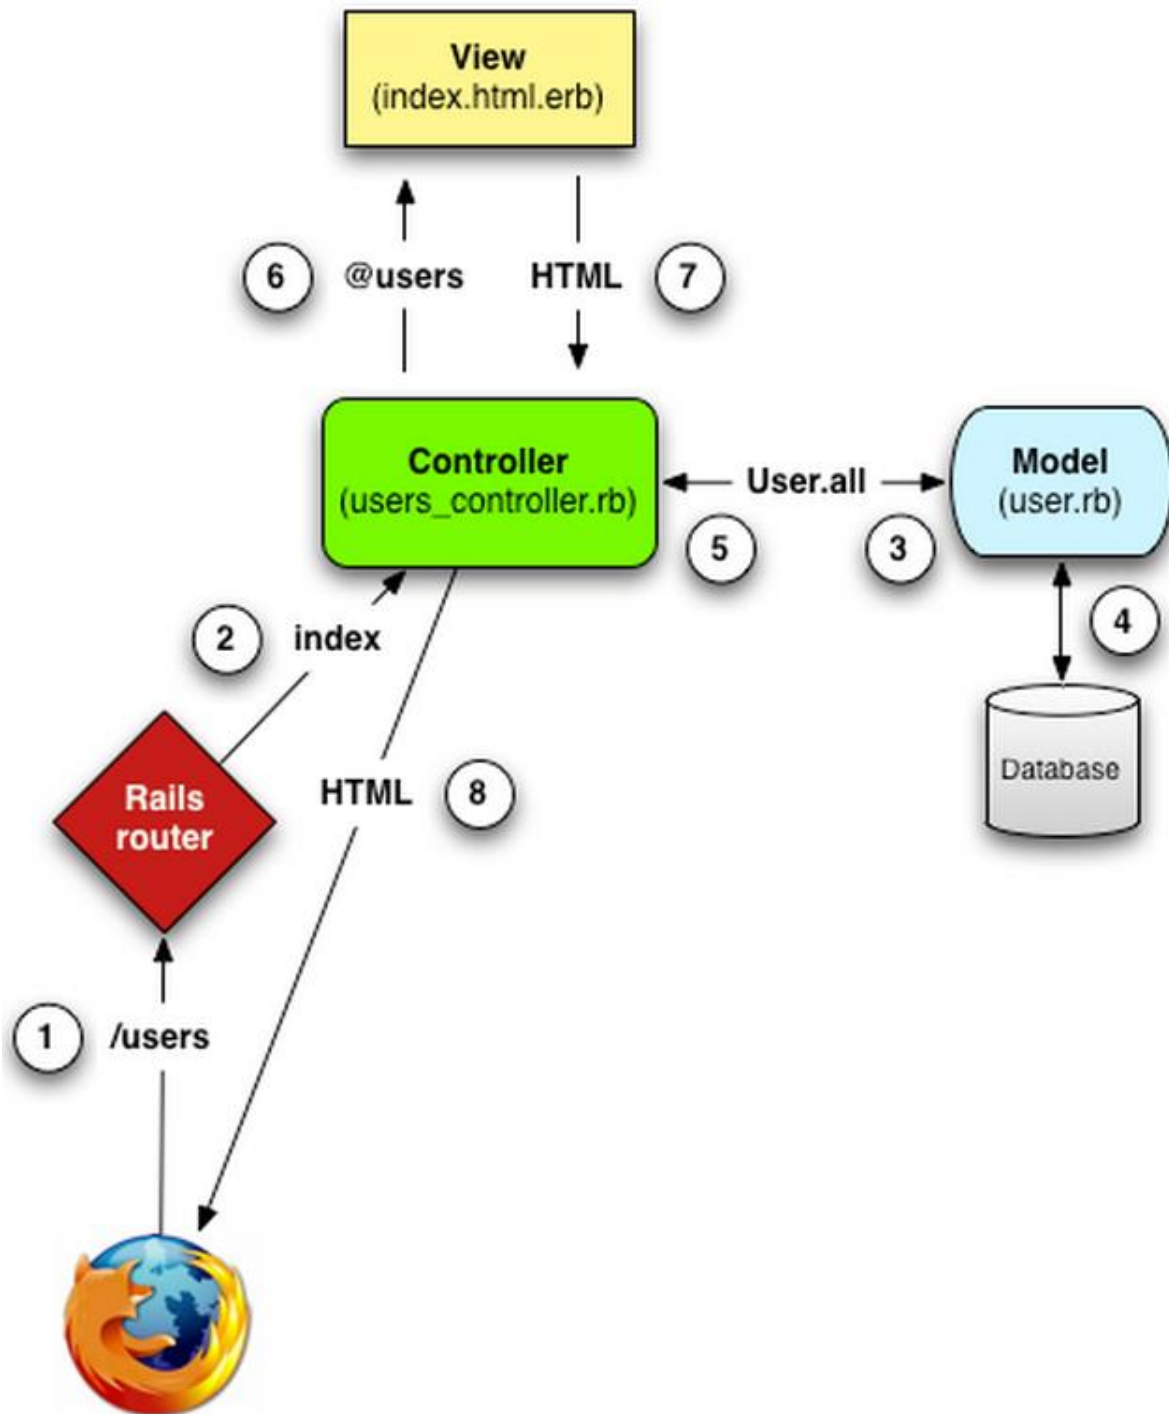 View
(index.html.erb)
6
@users
HTML
7
Controller
(users_controller.rb)
User.all
Model
(user.rb)
5
3
2
index
4
Database
Rails
router
HTML
8
1
/users